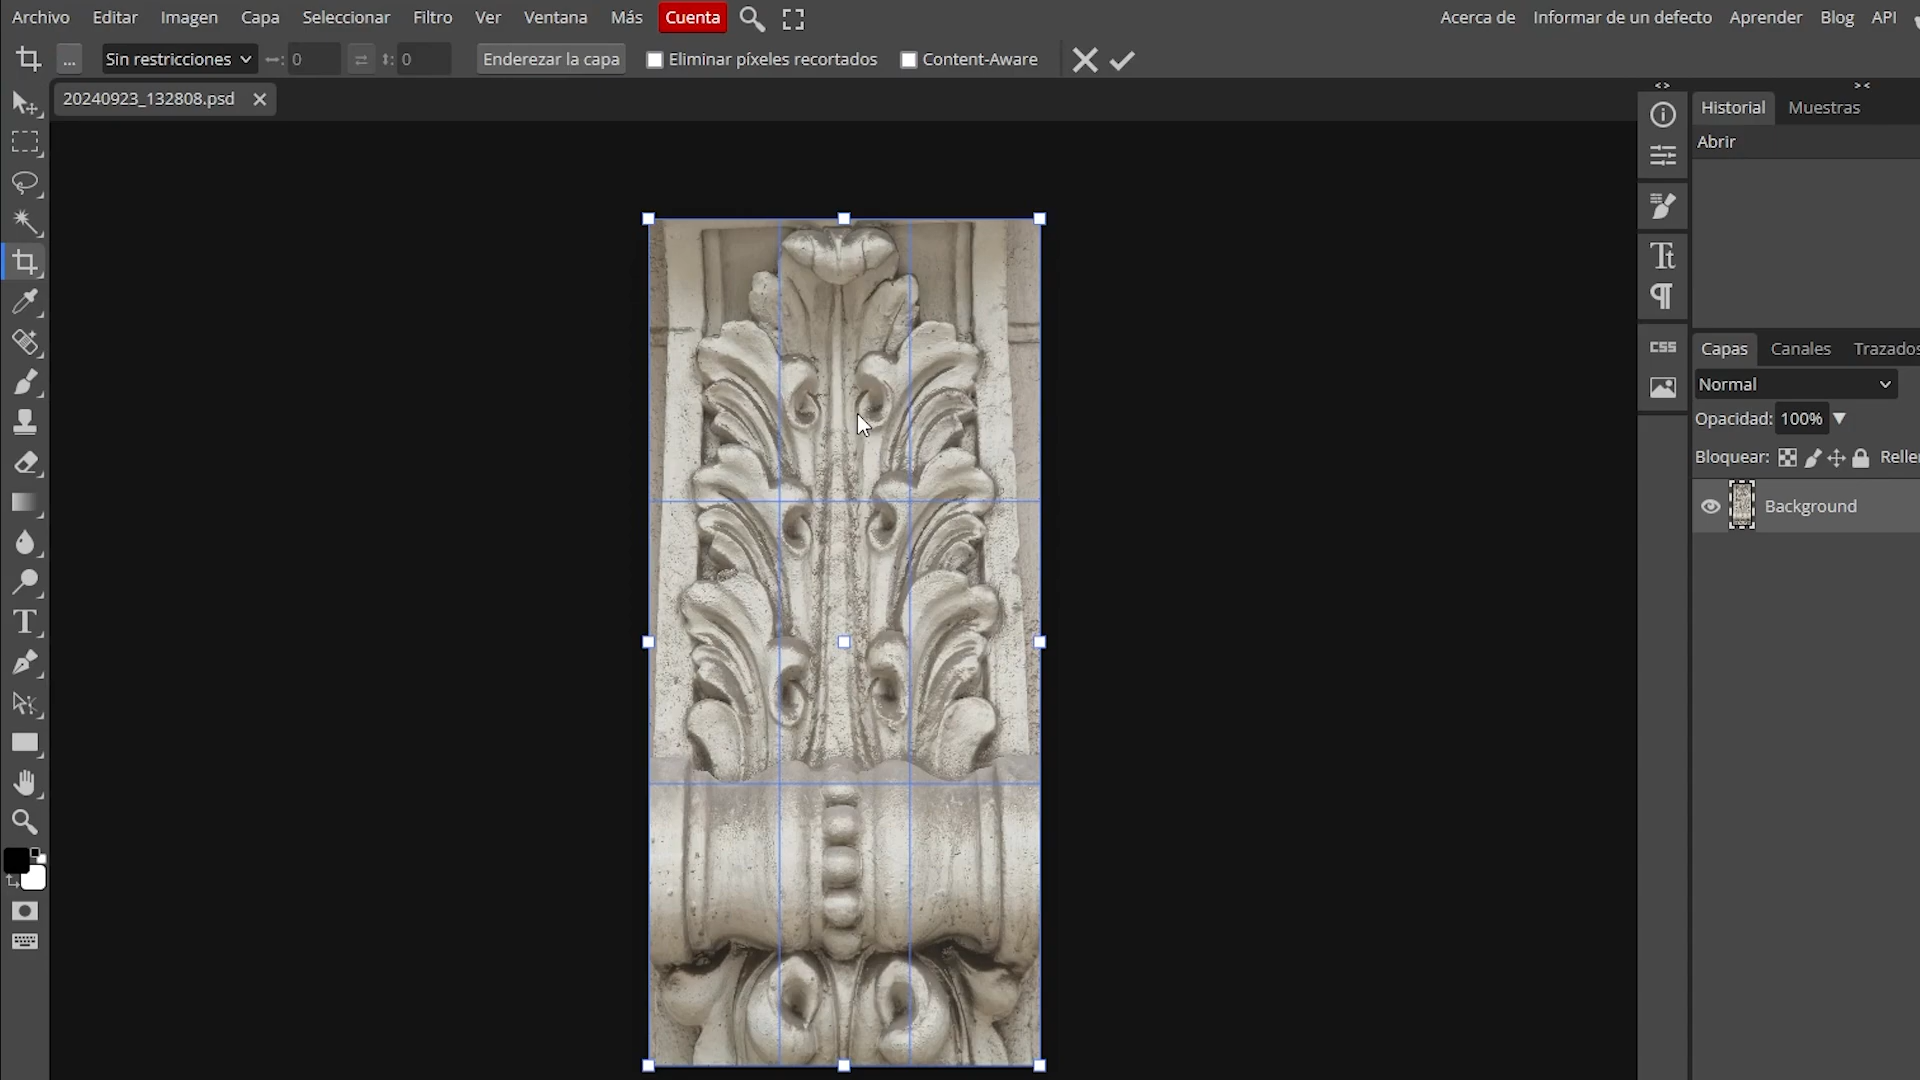 Archivo Editar Imagen Capa Seleccionar Filtro Ver Ventana Más Cuenta Acerca de Informar de un defecto Aprender Blog API
... Sin restricciones 0 0 Enderezar la capa Eliminar píxeles recortados Content-Aware
20240923_132808.psd
Historial Muestras
Abrir
CSS
Capas Canales Trazados
Normal
Opacidad: 100%
Bloquear:
Background